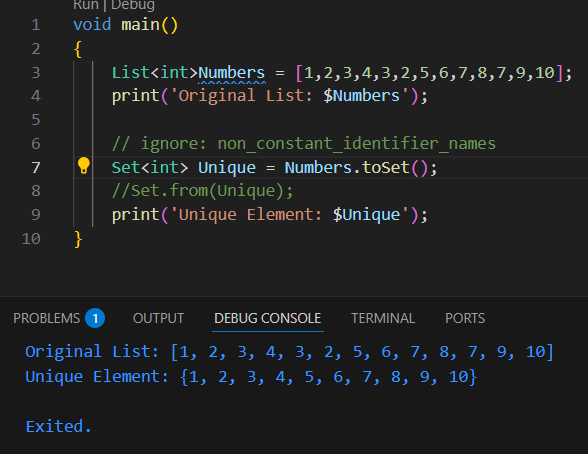 Run | Debug
1 void main()
2 {
3 List<int>Numbers = [1,2,3,4,3,2,5,6,7,8,7,9,10];
4 print('Original List: $Numbers');
5
6 // ignore: non_constant_identifier_names
7 Set<int> Unique = Numbers.toSet();
8 //Set.from(Unique);
9 print('Unique Element: $Unique');
10 }
PROBLEMS 1 OUTPUT DEBUG CONSOLE TERMINAL PORTS
Original List: [1, 2, 3, 4, 3, 2, 5, 6, 7, 8, 7, 9, 10]
Unique Element: {1, 2, 3, 4, 5, 6, 7, 8, 9, 10}
Exited.